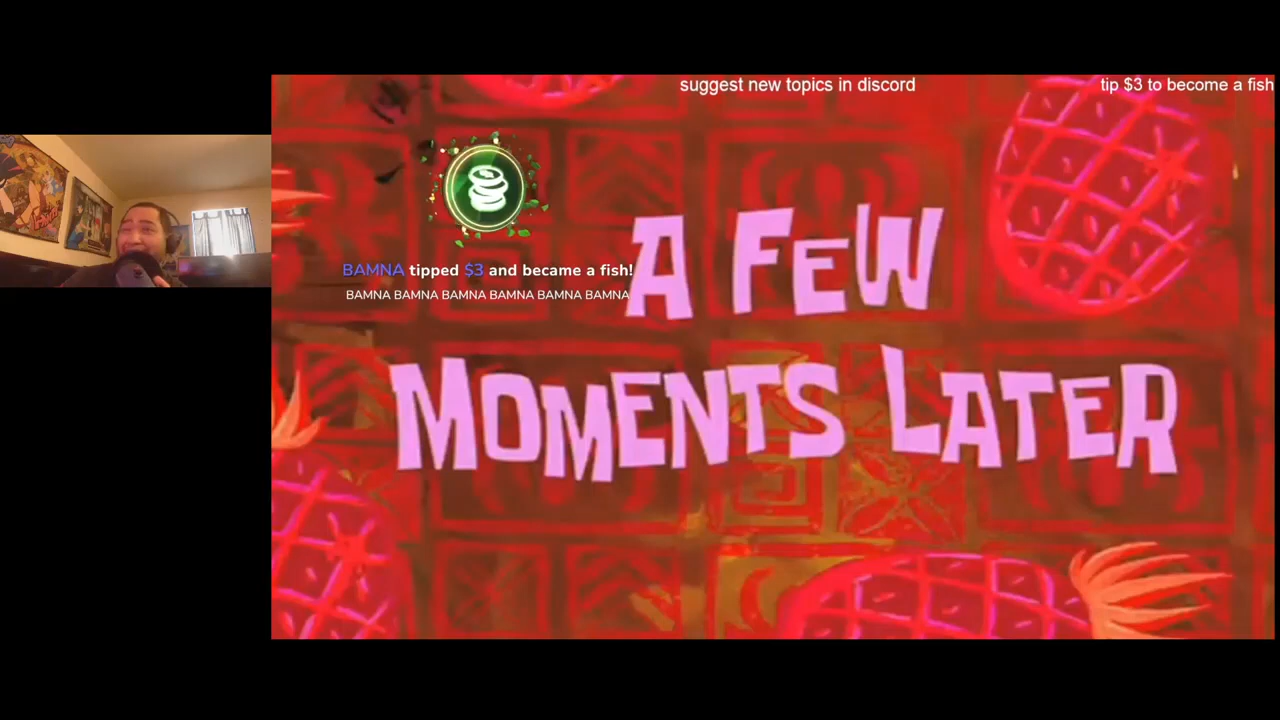 suggest new topics in discord
tip $3 to become a fish
BAMNA tipped $3 and became a fish!
BAMNA BAMNA BAMNA BAMNA BAMNA BAMNA
A FEW
MOMENTS LATER